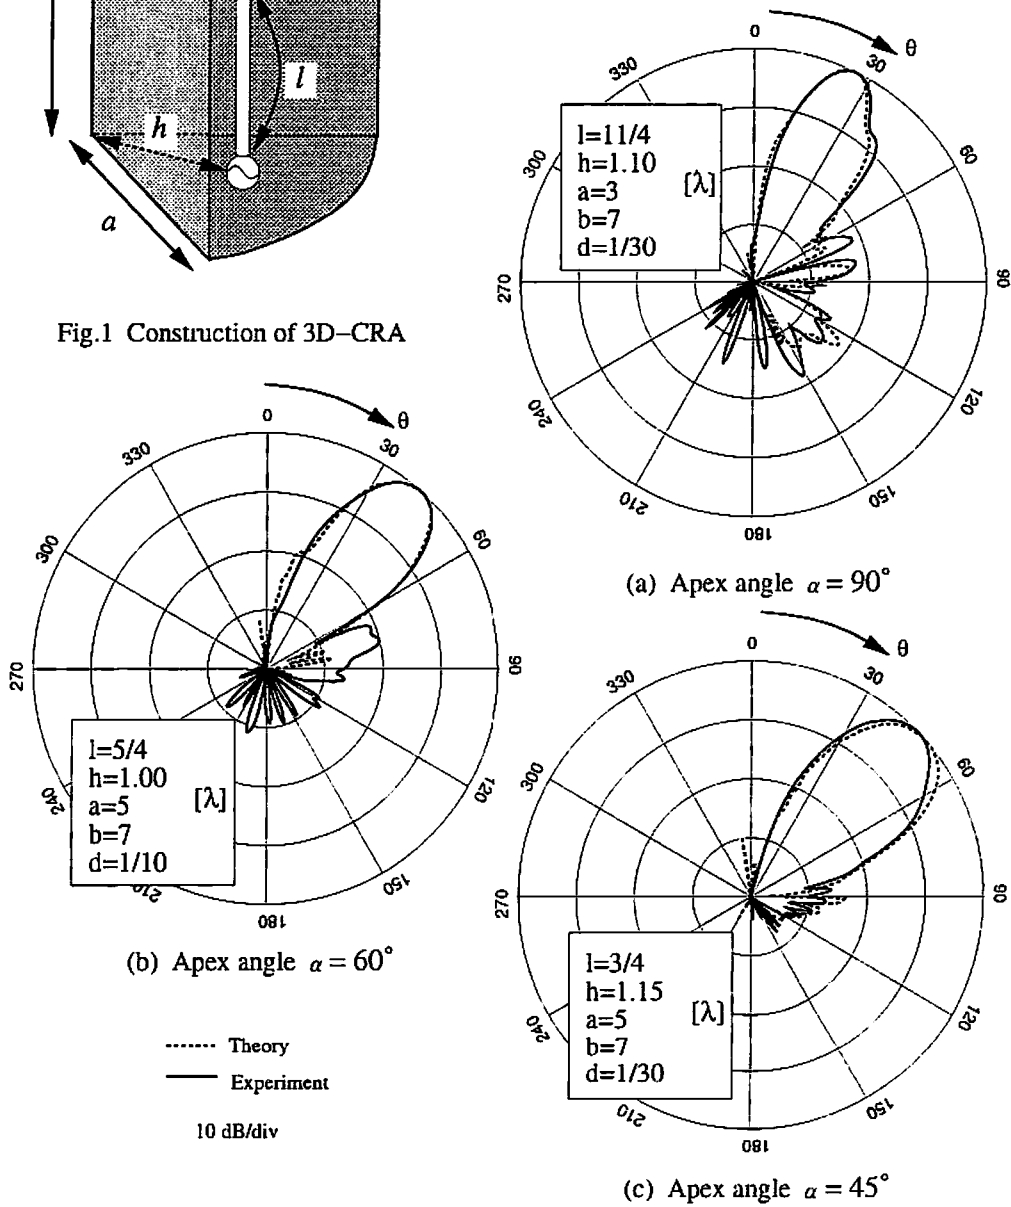 l
h
a
Fig.1 Construction of 3D–CRA
0
θ
30
60
90
120
150
180
210
240
270
300
330
l=11/4
h=1.10
a=3
b=7
d=1/30
[λ]
(a) Apex angle α = 90°
0
θ
30
60
90
120
150
180
210
240
270
300
330
l=5/4
h=1.00
a=5
b=7
d=1/10
[λ]
(b) Apex angle α = 60°
Theory
Experiment
10 dB/div
0
θ
30
60
90
120
150
180
210
240
270
300
330
l=3/4
h=1.15
a=5
b=7
d=1/30
[λ]
(c) Apex angle α = 45°